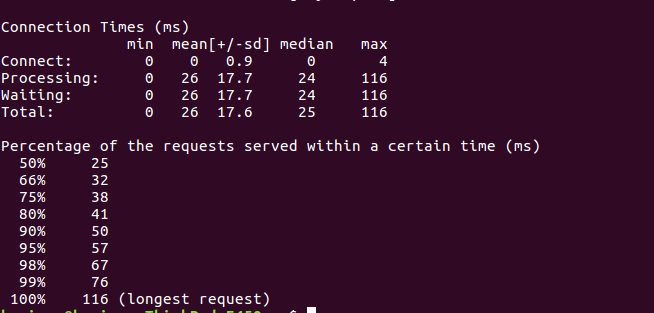 Connection Times (ms)
              min  mean[+/-sd] median   max
Connect:        0    0   0.9      0       4
Processing:     0   26  17.7     24     116
Waiting:        0   26  17.7     24     116
Total:          0   26  17.6     25     116
Percentage of the requests served within a certain time (ms)
  50%     25
  66%     32
  75%     38
  80%     41
  90%     50
  95%     57
  98%     67
  99%     76
 100%    116 (longest request)